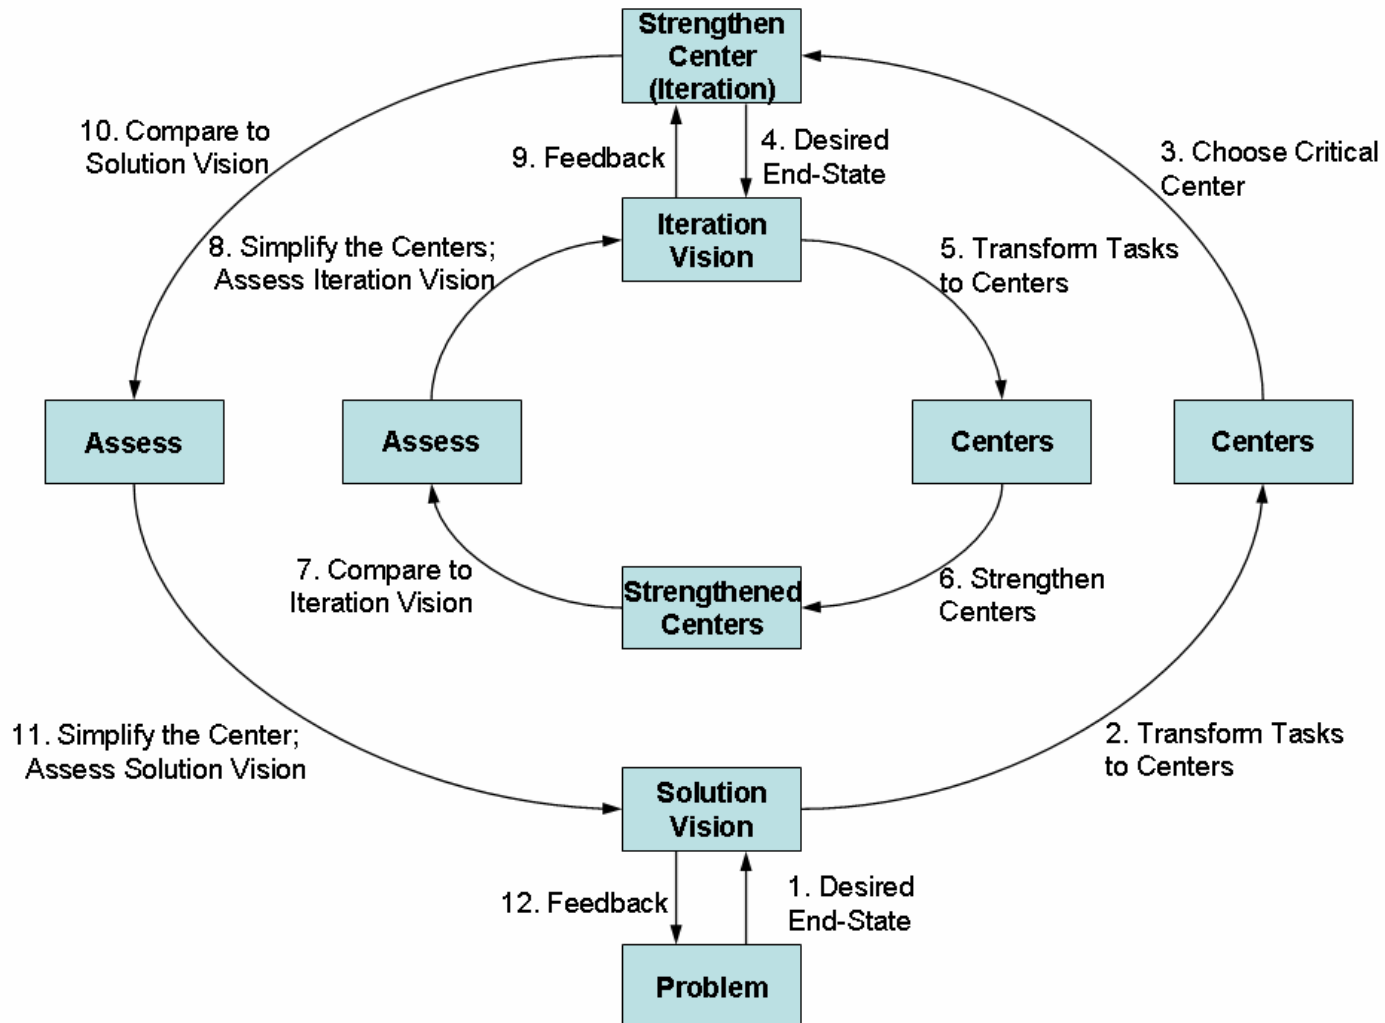 Strengthen
Center
(Iteration)
10. Compare to
Solution Vision
9. Feedback
4. Desired
End-State
3. Choose Critical
Center
8. Simplify the Centers;
Assess Iteration Vision
Iteration
Vision
5. Transform Tasks
to Centers
Assess
Assess
Centers
Centers
7. Compare to
Iteration Vision
Strengthened
Centers
6. Strengthen
Centers
11. Simplify the Center;
Assess Solution Vision
Solution
Vision
2. Transform Tasks
to Centers
12. Feedback
1. Desired
End-State
Problem